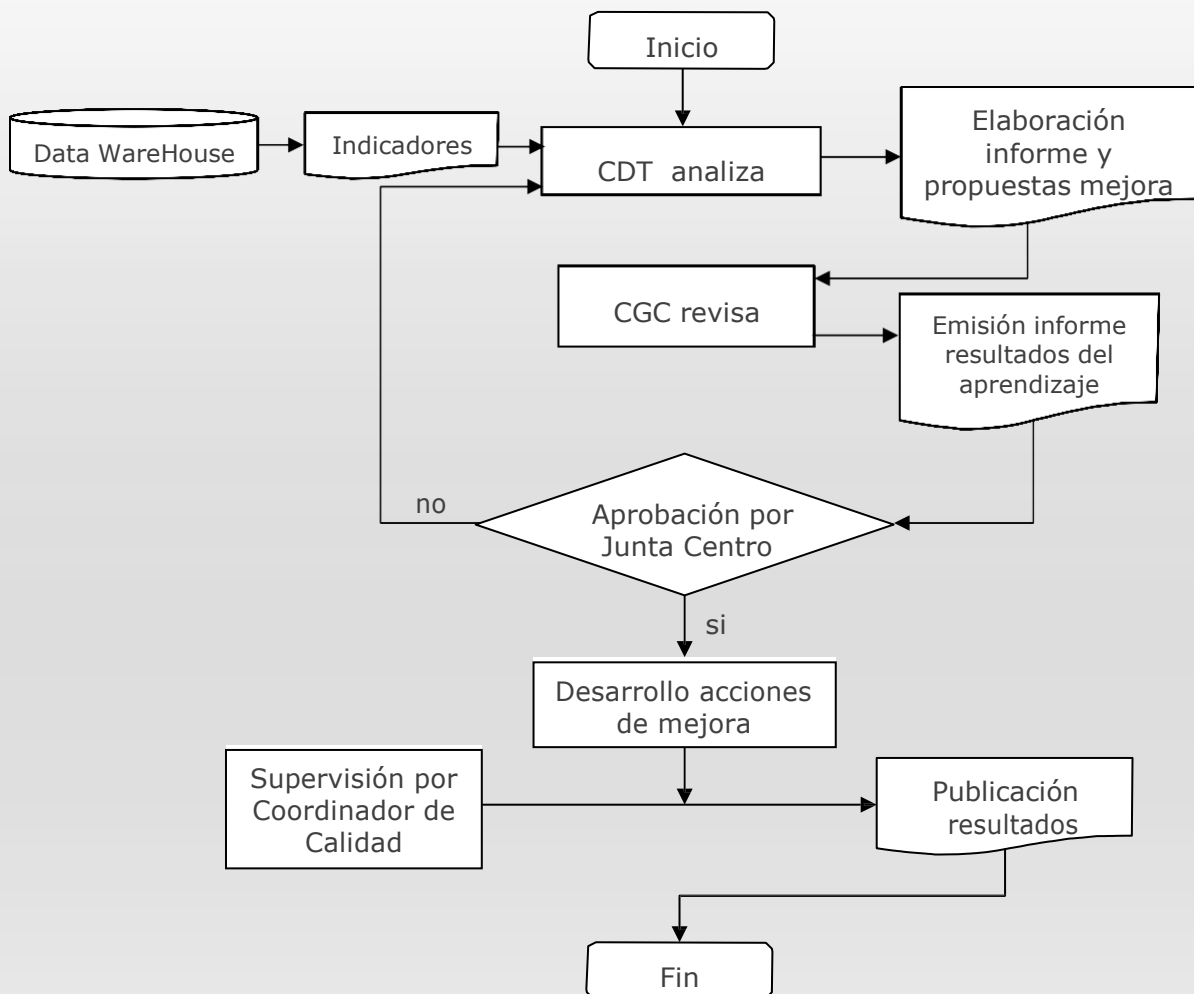 Inicio
Data WareHouse
Indicadores
CDT analiza
Elaboración
informe y
propuestas mejora
CGC revisa
Emisión informe
resultados del
aprendizaje
no
Aprobación por
Junta Centro
si
Desarrollo acciones
de mejora
Supervisión por
Coordinador de
Calidad
Publicación
resultados
Fin